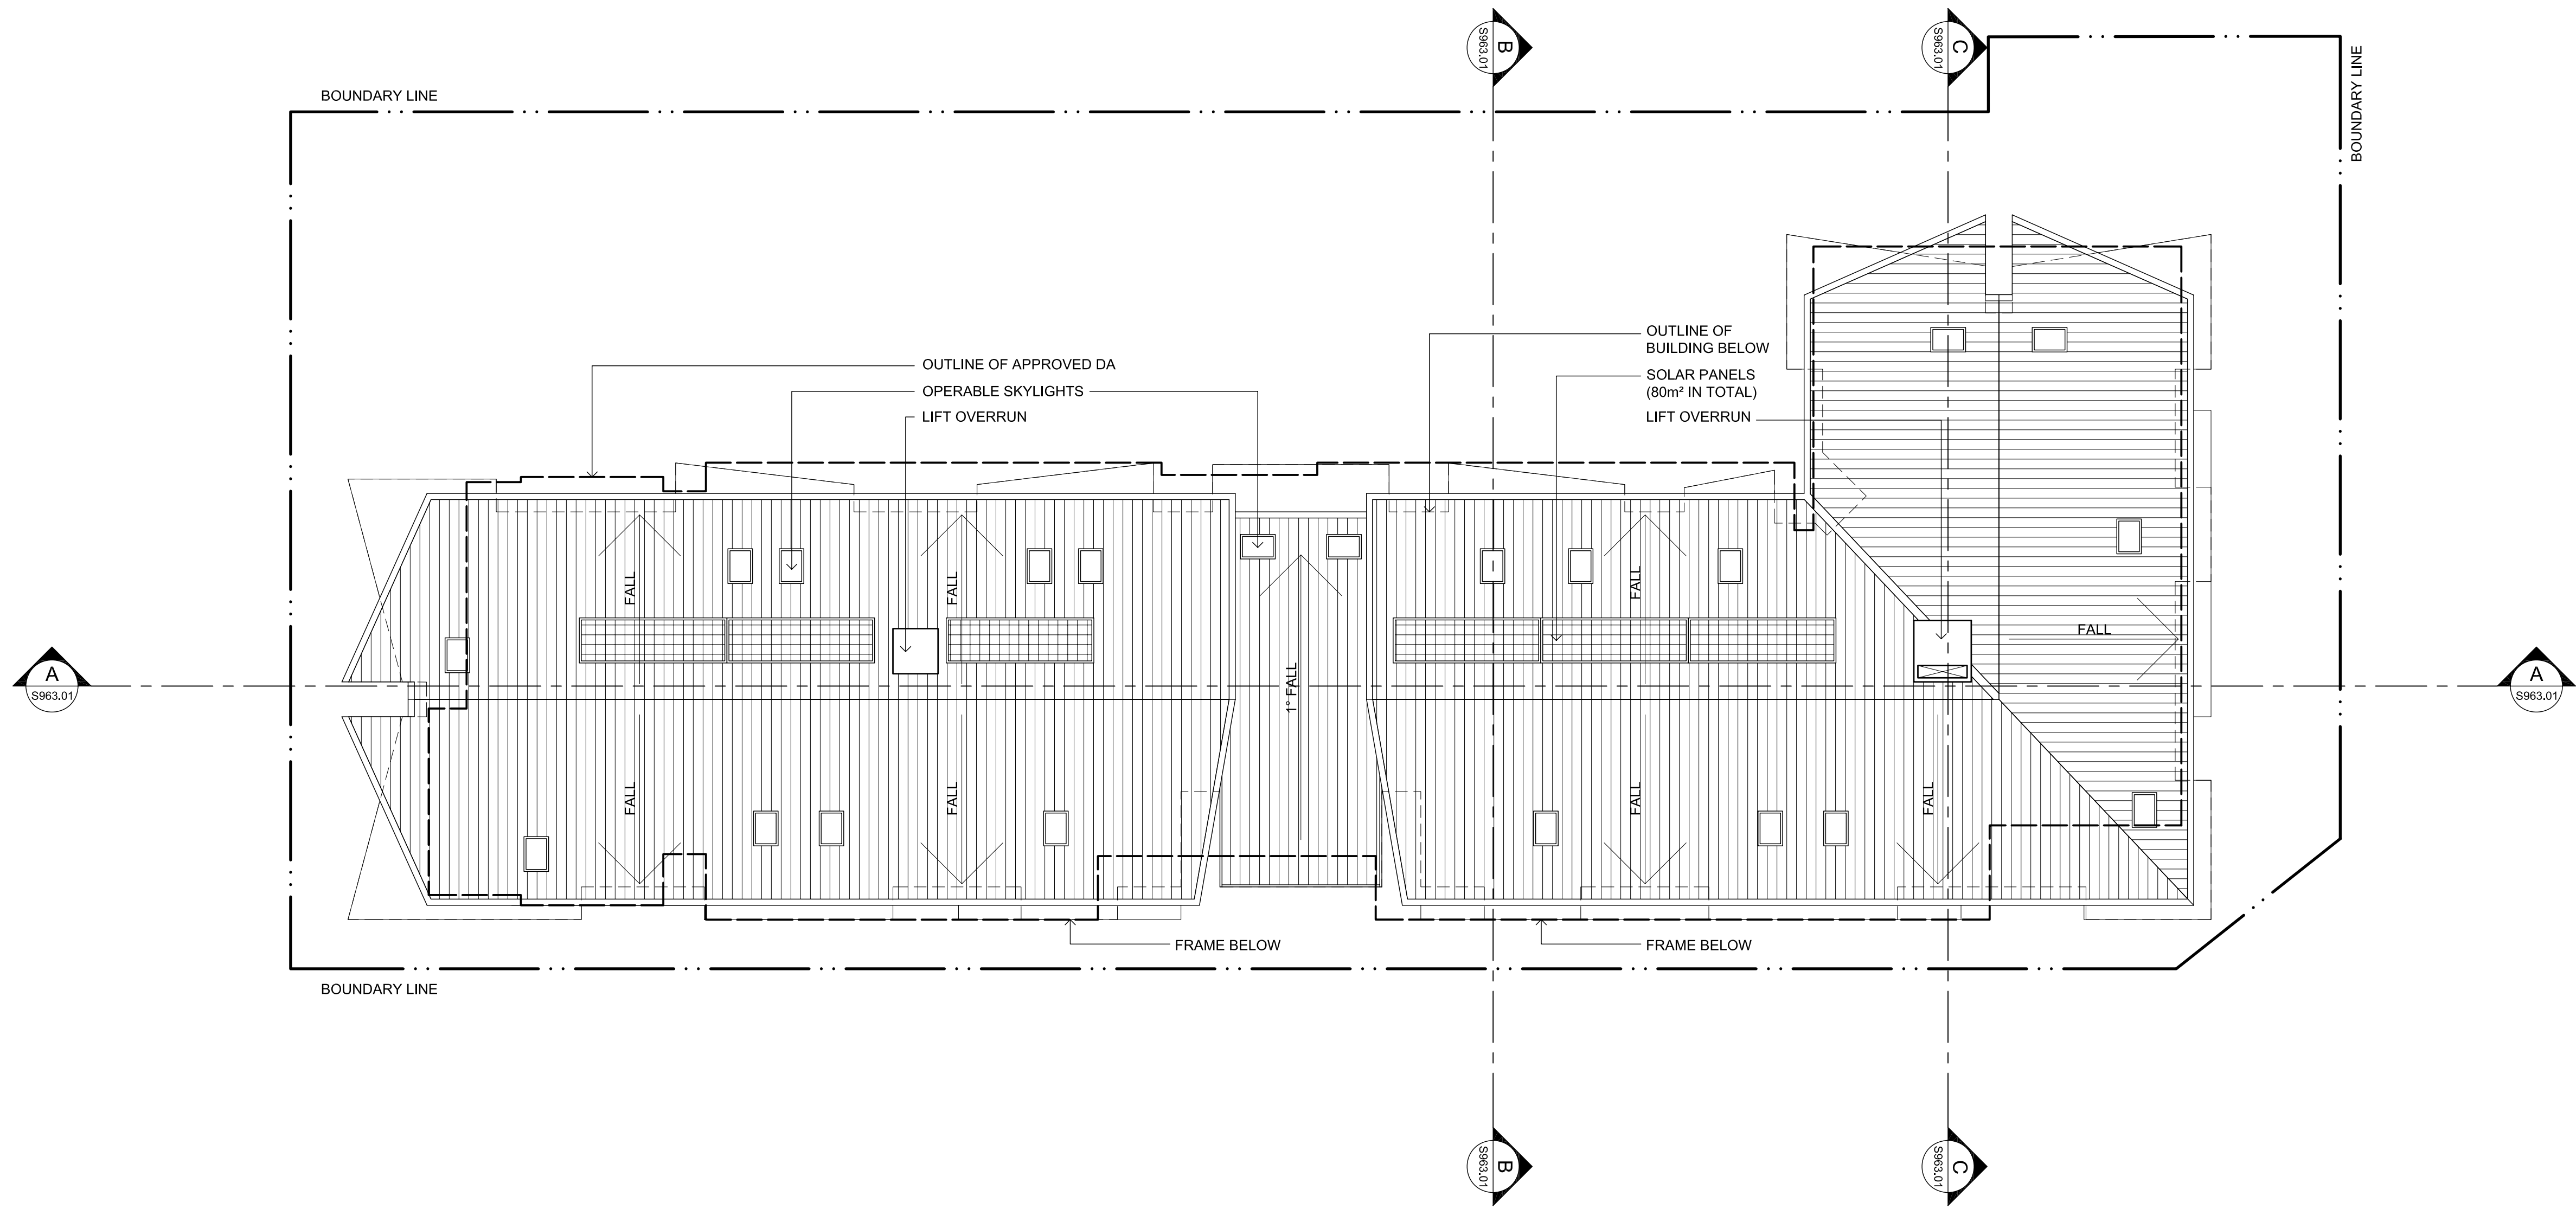 B
S963.01
C
S963.01
BOUNDARY LINE
BOUNDARY LINE
OUTLINE OF
BUILDING BELOW
OUTLINE OF APPROVED DA
SOLAR PANELS
(80m² IN TOTAL)
OPERABLE SKYLIGHTS
LIFT OVERRUN
LIFT OVERRUN
FALL
FALL
FALL
FALL
A
S963.01
1° FALL
A
S963.01
FALL
FALL
FALL
FALL
FRAME BELOW
FRAME BELOW
BOUNDARY LINE
B
S963.01
C
S963.01